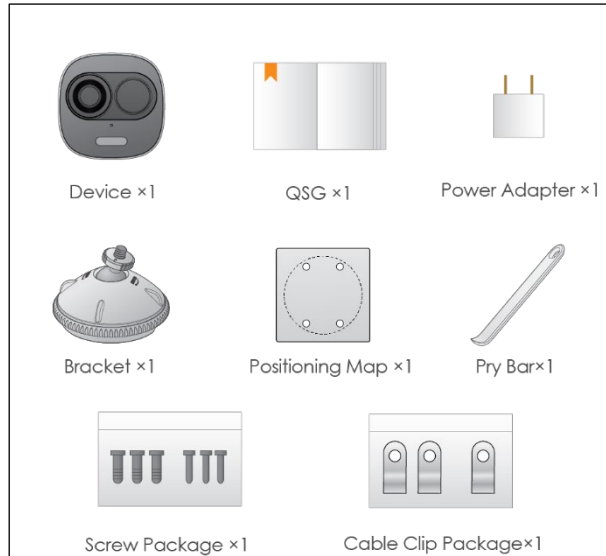 Device ×1
QSG ×1
Power Adapter ×1
Bracket ×1
Positioning Map ×1
Pry Bar×1
Screw Package ×1
Cable Clip Package×1